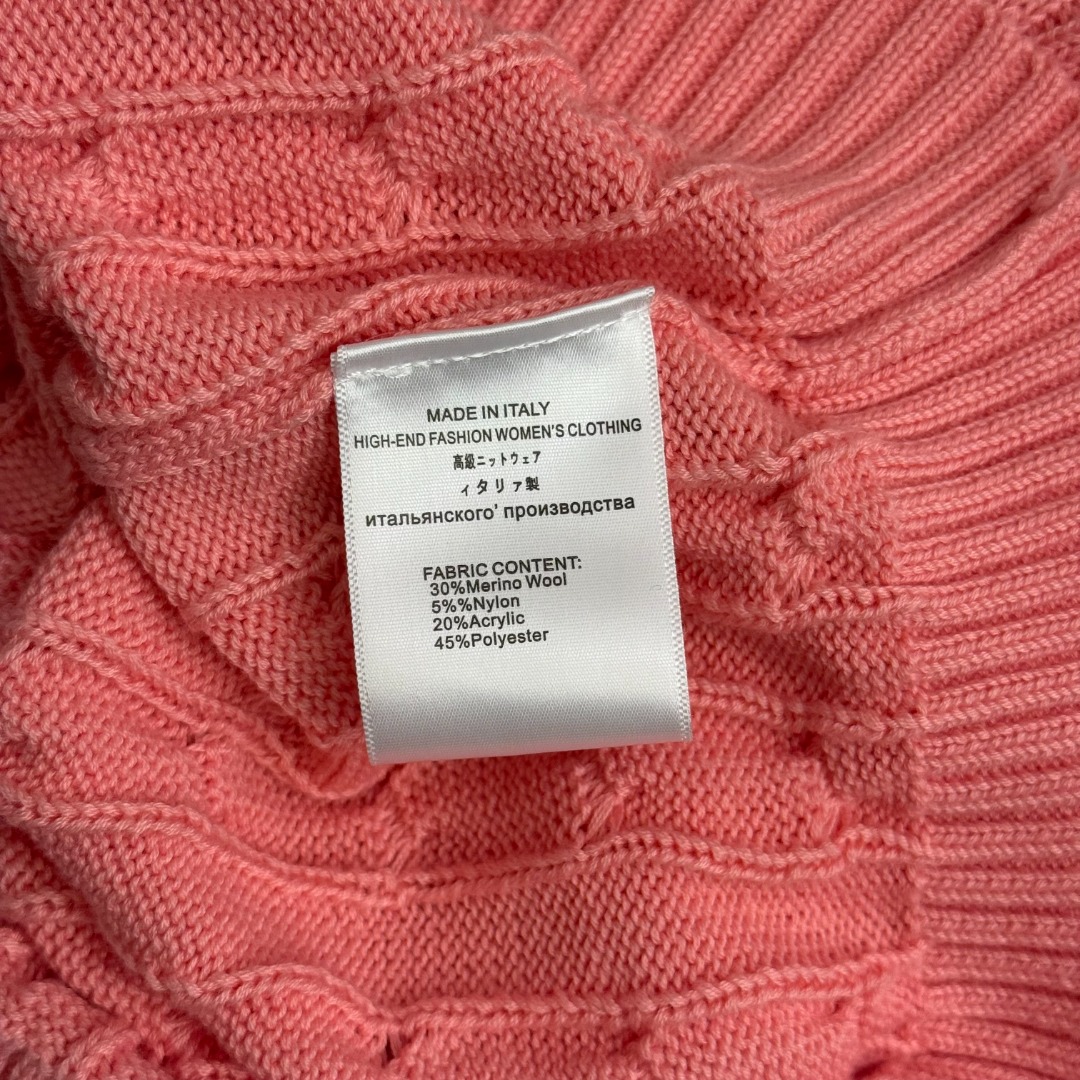 MADE IN ITALY
HIGH-END FASHION WOMEN'S CLOTHING
高級ニットウェア
ィタリァ製
итальянского' производства
FABRIC CONTENT:
30%Merino Wool
5%%Nylon
20%Acrylic
45%Polyester